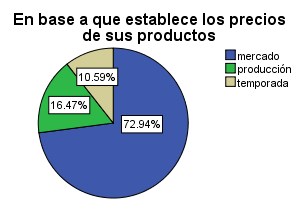 En base a que establece los precios
de sus productos
mercado
producción
temporada
10.59%
16.47%
72.94%